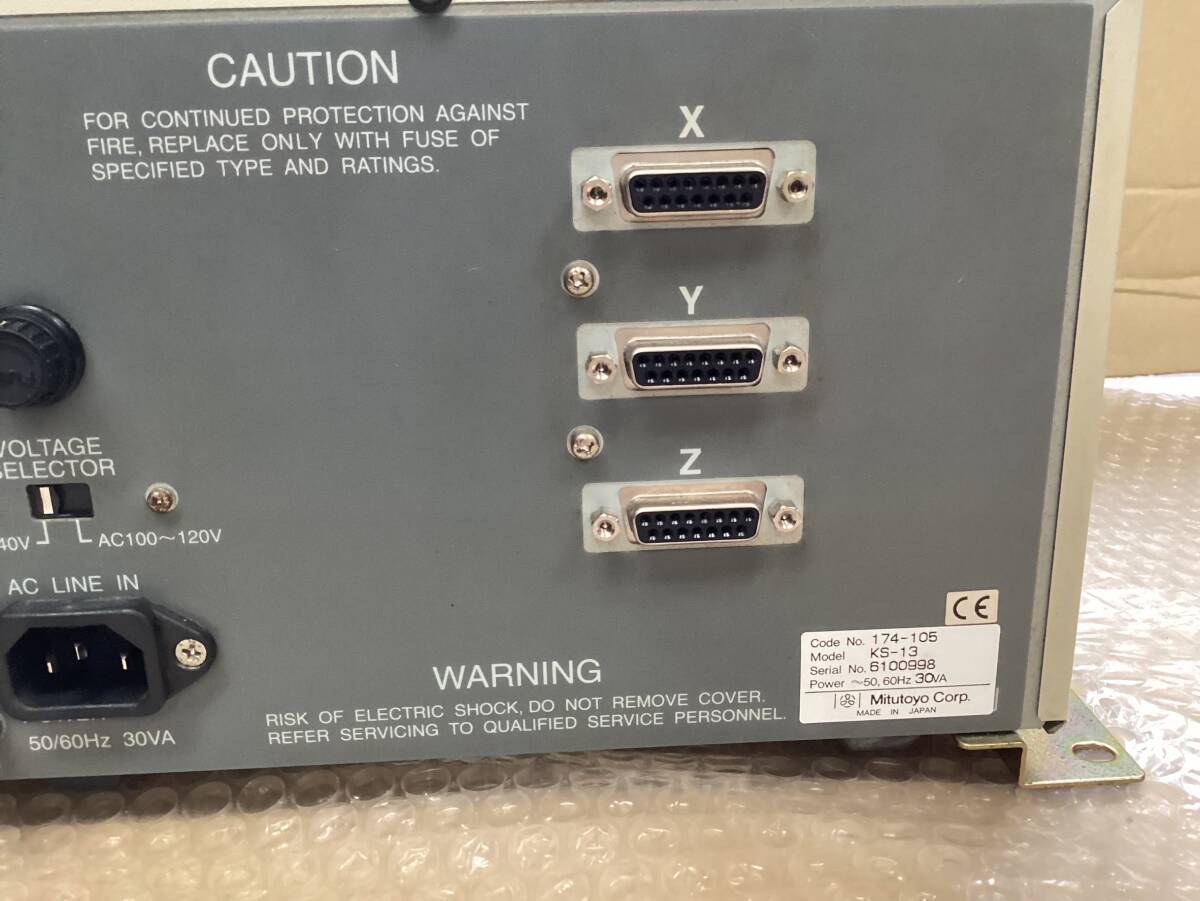 CAUTION
FOR CONTINUED PROTECTION AGAINST
FIRE, REPLACE ONLY WITH FUSE OF
SPECIFIED TYPE AND RATINGS.
X
Y
Z
VOLTAGE
SELECTOR
40V
AC100~120V
AC LINE IN
50/60Hz 30VA
WARNING
RISK OF ELECTRIC SHOCK, DO NOT REMOVE COVER.
REFER SERVICING TO QUALIFIED SERVICE PERSONNEL.
CE
Code No. 174-105
Model KS-13
Serial No. 6100998
Power ~50, 60Hz 30VA
Mitutoyo Corp.
MADE IN JAPAN